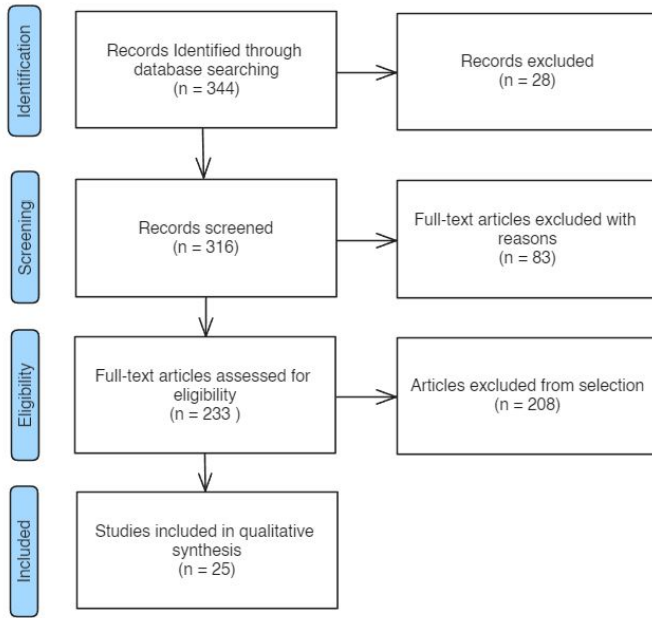 Identification
Records Identified through
database searching
(n = 344)
Records excluded
(n = 28)
Screening
Records screened
(n = 316)
Full-text articles excluded with
reasons
(n = 83)
Eligibility
Full-text articles assessed for
eligibility
(n = 233 )
Articles excluded from selection
(n = 208)
Included
Studies included in qualitative
synthesis
(n = 25)